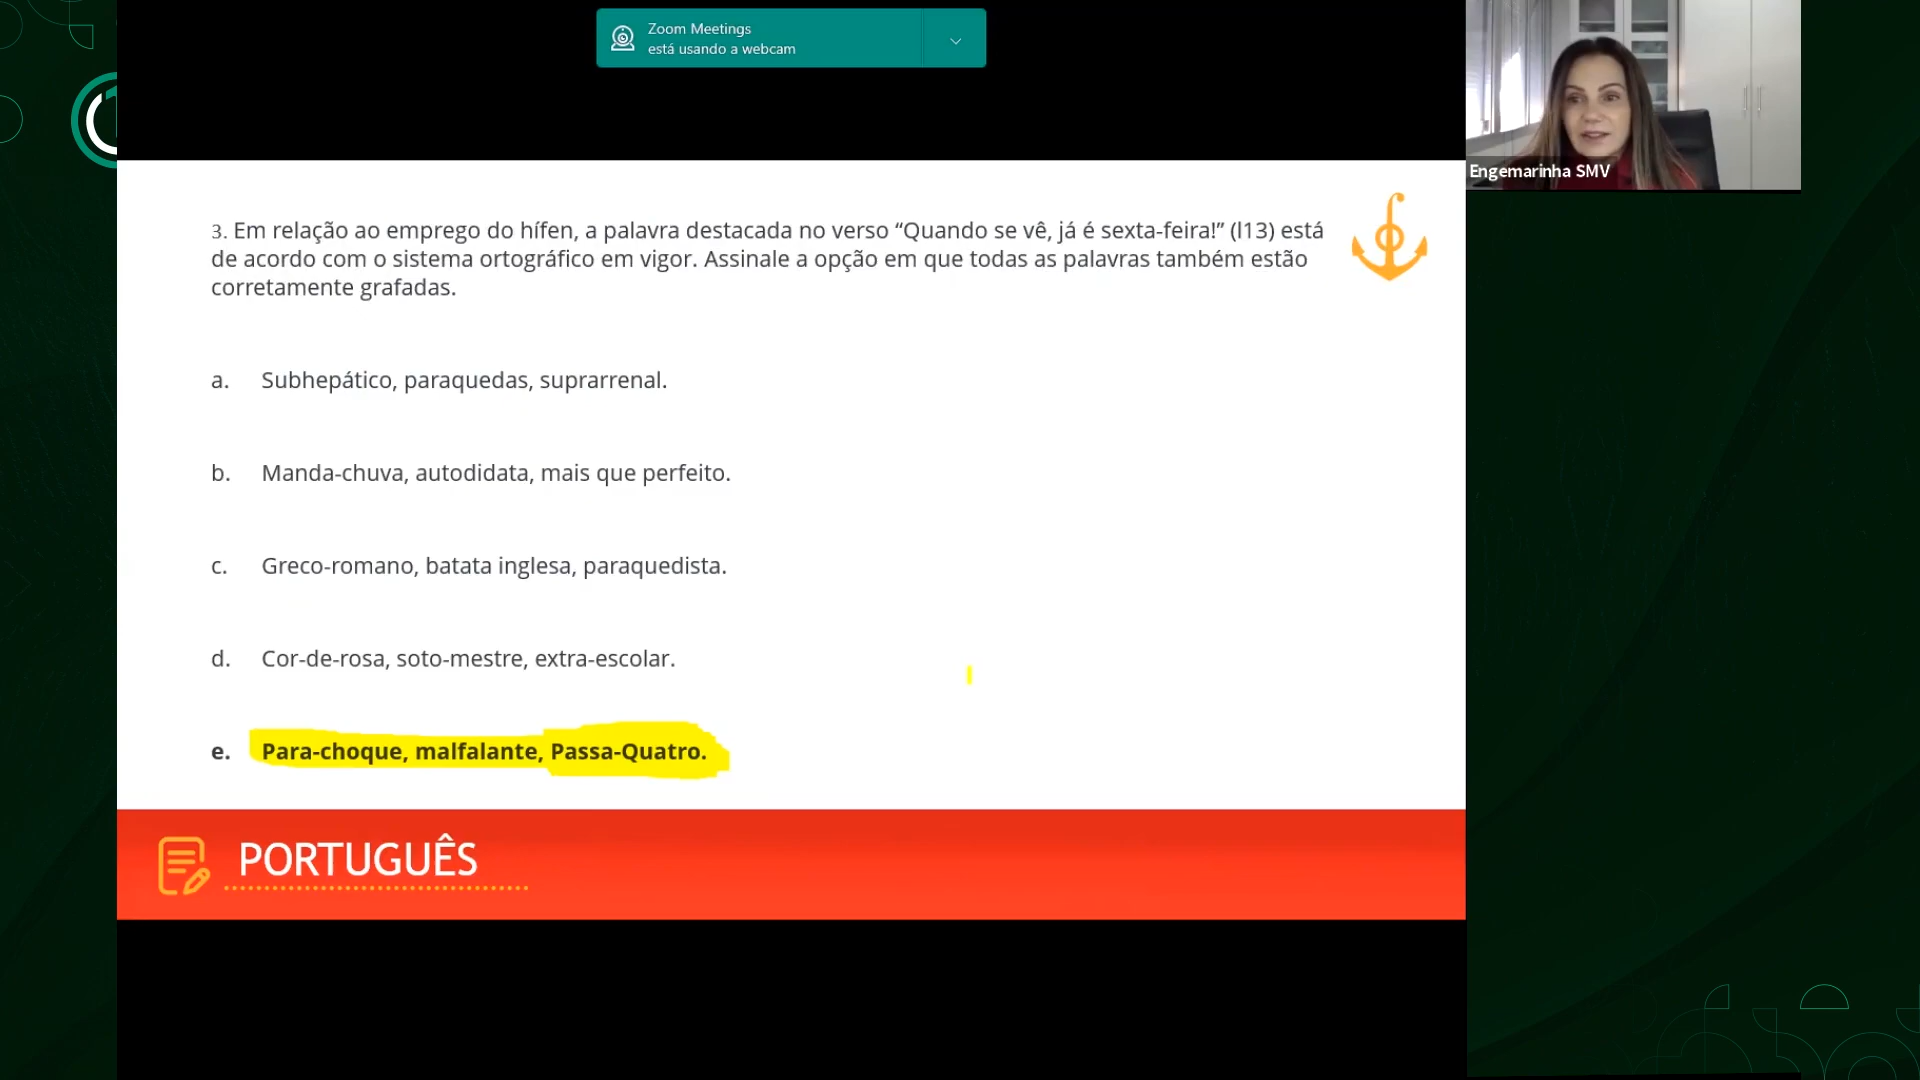 Zoom Meetings
está usando a webcam
Engemarinha SMV
3. Em relação ao emprego do hífen, a palavra destacada no verso “Quando se vê, já é sexta-feira!” (l13) está
de acordo com o sistema ortográfico em vigor. Assinale a opção em que todas as palavras também estão
corretamente grafadas.
a. Subhepático, paraquedas, suprarrenal.
b. Manda-chuva, autodidata, mais que perfeito.
c. Greco-romano, batata inglesa, paraquedista.
d. Cor-de-rosa, soto-mestre, extra-escolar.
e. Para-choque, malfalante, Passa-Quatro.
PORTUGUÊS